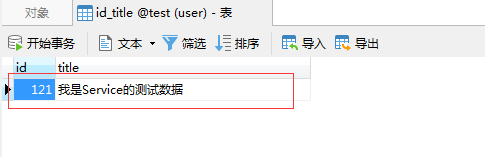 对象 id_title @test (user) - 表
开始事务 文本 筛选 排序 导入 导出
id title
121 我是Service的测试数据